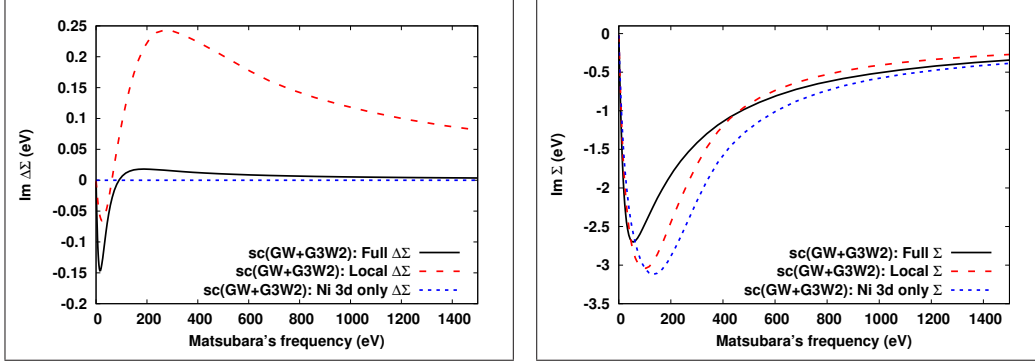 Im ΔΣ (eV)
0.25
0.2
0.15
0.1
0.05
0
-0.05
-0.1
-0.15
-0.2
sc(GW+G3W2): Full ΔΣ
sc(GW+G3W2): Local ΔΣ
sc(GW+G3W2): Ni 3d only ΔΣ
0 200 400 600 800 1000 1200 1400
Matsubara's frequency (eV)
Im Σ (eV)
0
-0.5
-1
-1.5
-2
-2.5
-3
-3.5
sc(GW+G3W2): Full Σ
sc(GW+G3W2): Local Σ
sc(GW+G3W2): Ni 3d only Σ
0 200 400 600 800 1000 1200 1400
Matsubara's frequency (eV)